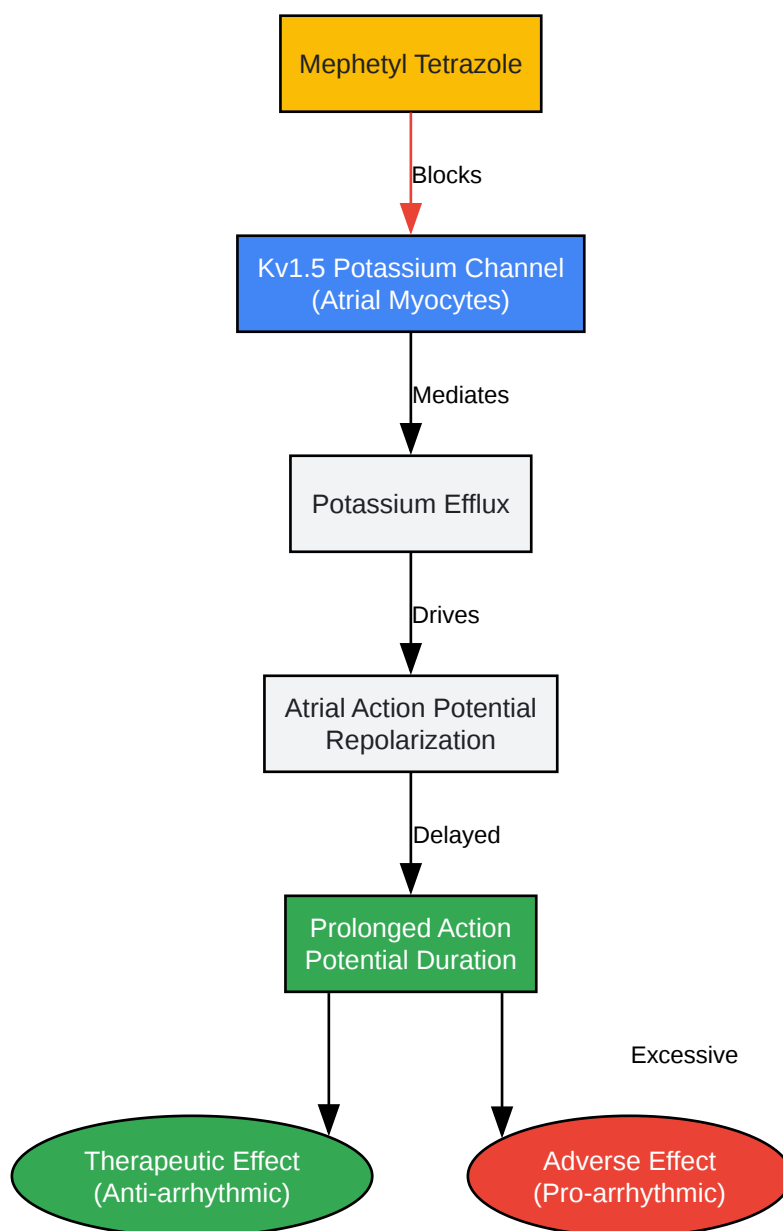 Mephetyl Tetrazole
Blocks
Kv1.5 Potassium Channel
(Atrial Myocytes)
Mediates
Potassium Efflux
Drives
Atrial Action Potential
Repolarization
Delayed
Prolonged Action
Potential Duration
Excessive
Therapeutic Effect
(Anti-arrhythmic)
Adverse Effect
(Pro-arrhythmic)